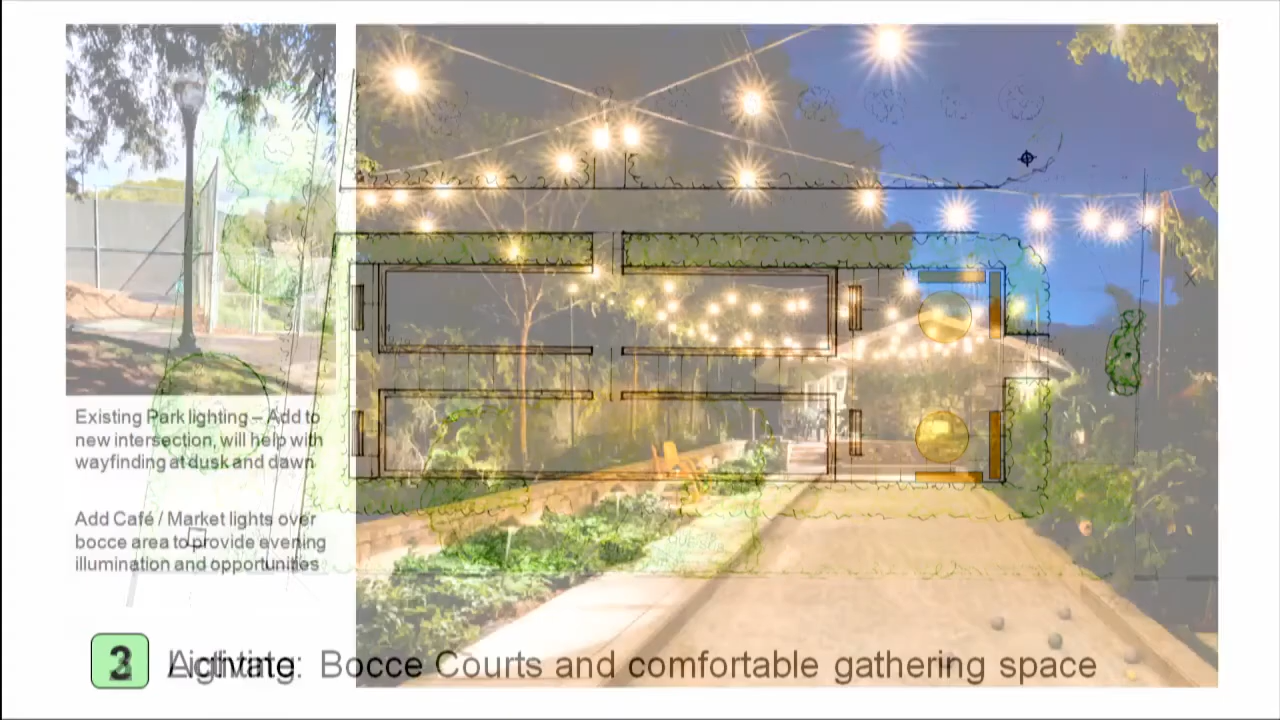 Existing Park lighting – Add to
new intersection, will help with
wayfinding at dusk and dawn
Add Café / Market lights over
bocce area to provide evening
illumination and opportunities
Bocce Courts and comfortable gathering space